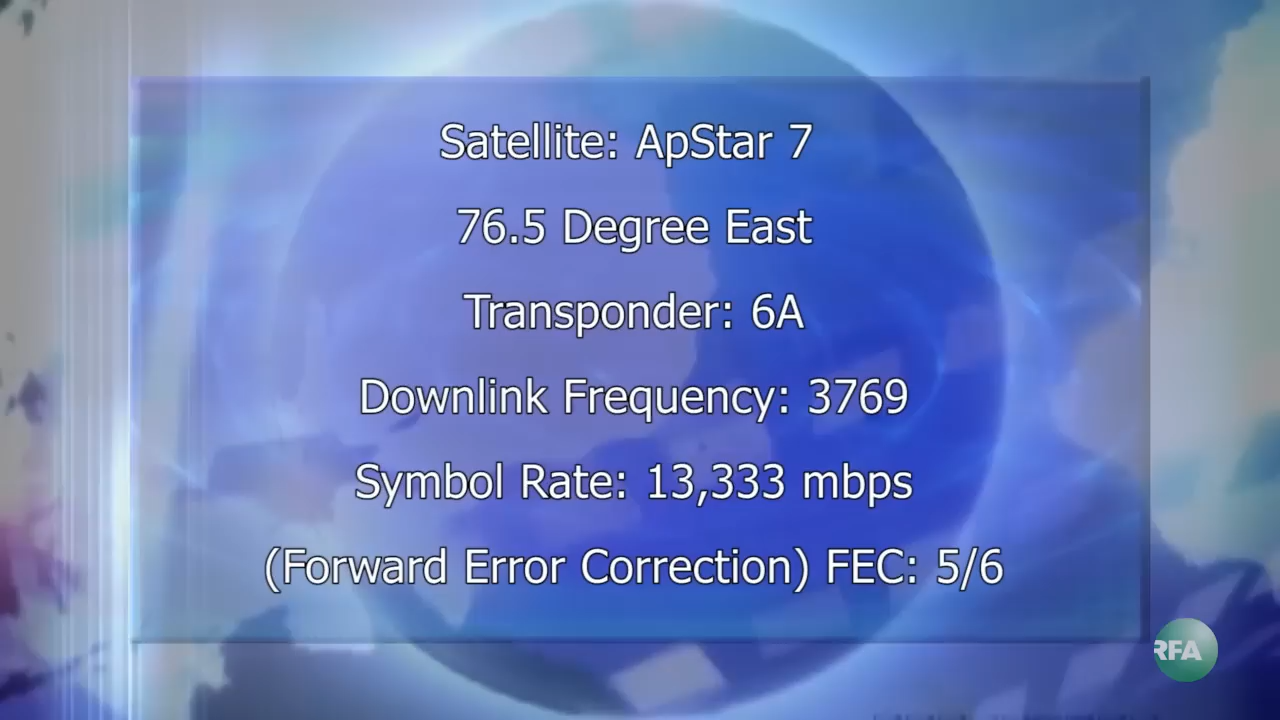 Satellite: ApStar 7
76.5 Degree East
Transponder: 6A
Downlink Frequency: 3769
Symbol Rate: 13,333 mbps
(Forward Error Correction) FEC: 5/6
RFA